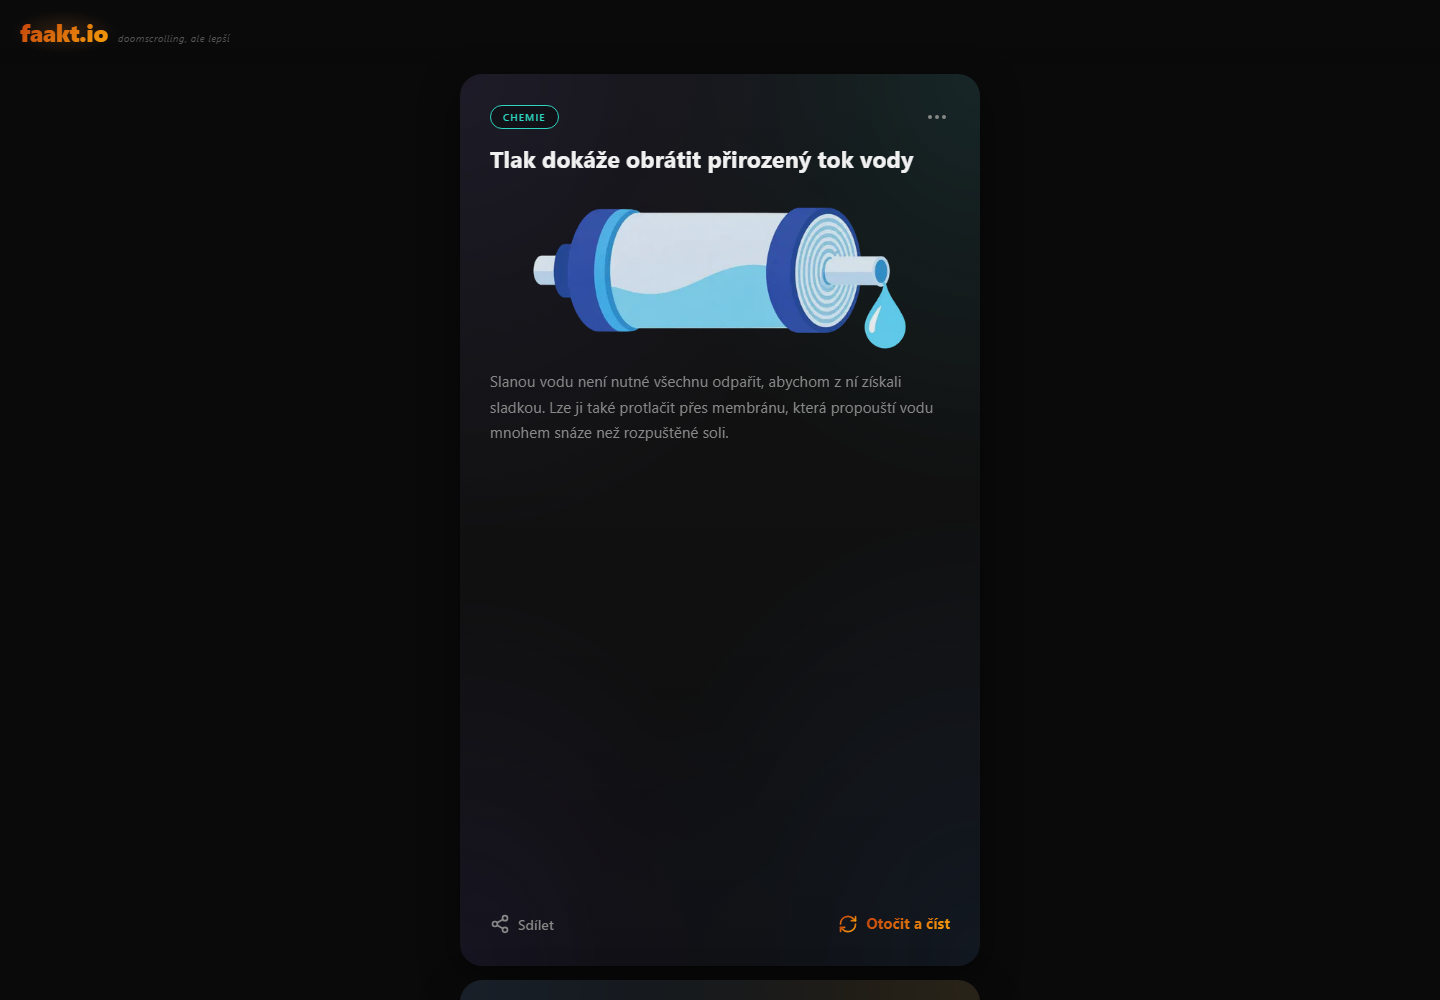 faakt.io doomscrolling, ale lepší
CHEMIE
Tlak dokáže obrátit přirozený tok vody
Slanou vodu není nutné všechnu odpařit, abychom z ní získali
sladkou. Lze ji také protlačit přes membránu, která propouští vodu
mnohem snáze než rozpuštěné soli.
Sdílet
Otočit a číst